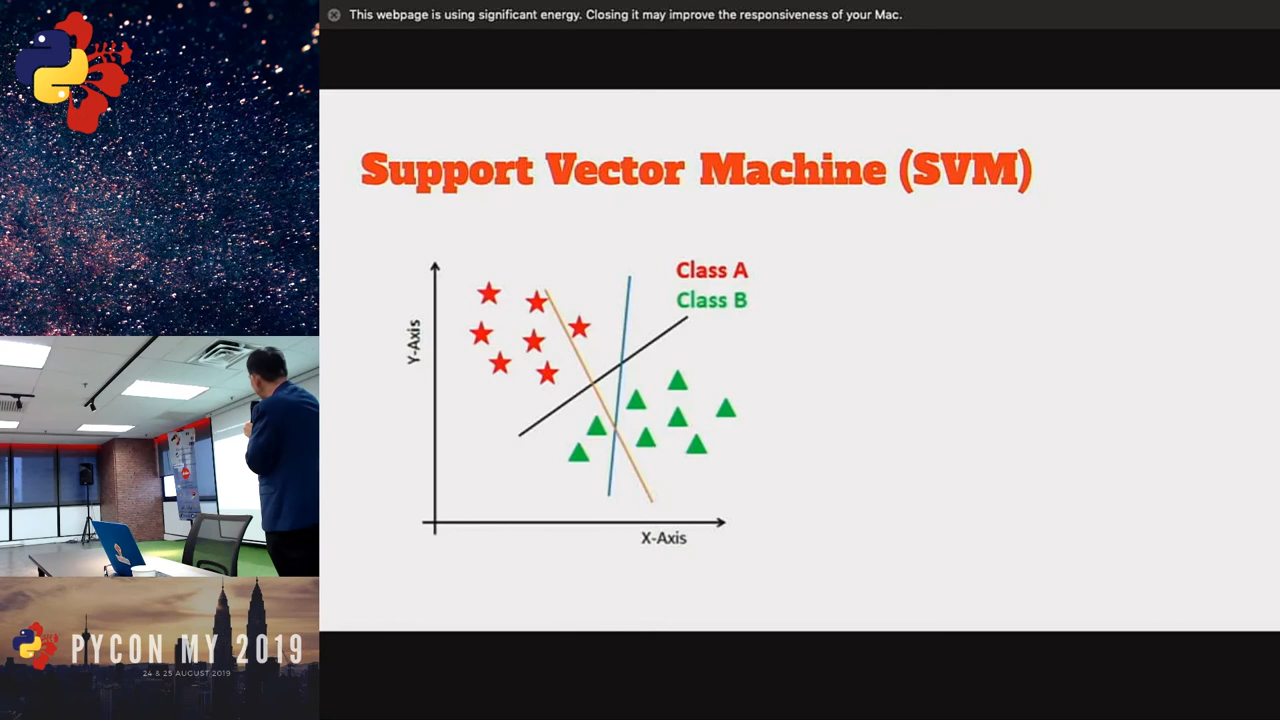 This webpage is using significant energy. Closing it may improve the responsiveness of your Mac.
Support Vector Machine (SVM)
Class A
Class B
Y-Axis
X-Axis
PYCON MY 2019
24 & 25 AUGUST 2019